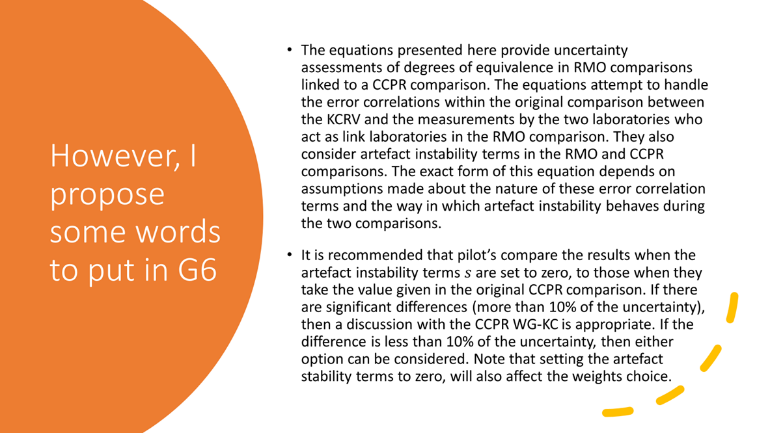 However, I
propose
some words
to put in G6
• The equations presented here provide uncertainty
assessments of degrees of equivalence in RMO comparisons
linked to a CCPR comparison. The equations attempt to handle
the error correlations within the original comparison between
the KCRV and the measurements by the two laboratories who
act as link laboratories in the RMO comparison. They also
consider artefact instability terms in the RMO and CCPR
comparisons. The exact form of this equation depends on
assumptions made about the nature of these error correlation
terms and the way in which artefact instability behaves during
the two comparisons.
• It is recommended that pilot’s compare the results when the
artefact instability terms s are set to zero, to those when they
take the value given in the original CCPR comparison. If there
are significant differences (more than 10% of the uncertainty),
then a discussion with the CCPR WG-KC is appropriate. If the
difference is less than 10% of the uncertainty, then either
option can be considered. Note that setting the artefact
stability terms to zero, will also affect the weights choice.